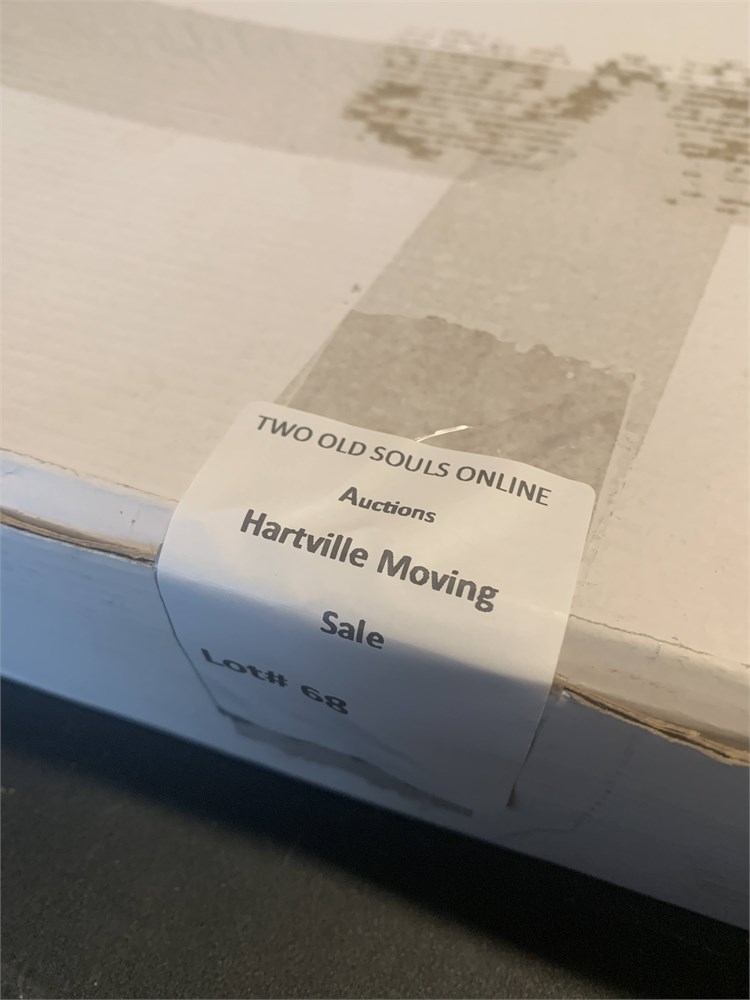 TWO OLD SOULS ONLINE
Auctions
Hartville Moving
Sale
Lot# 68